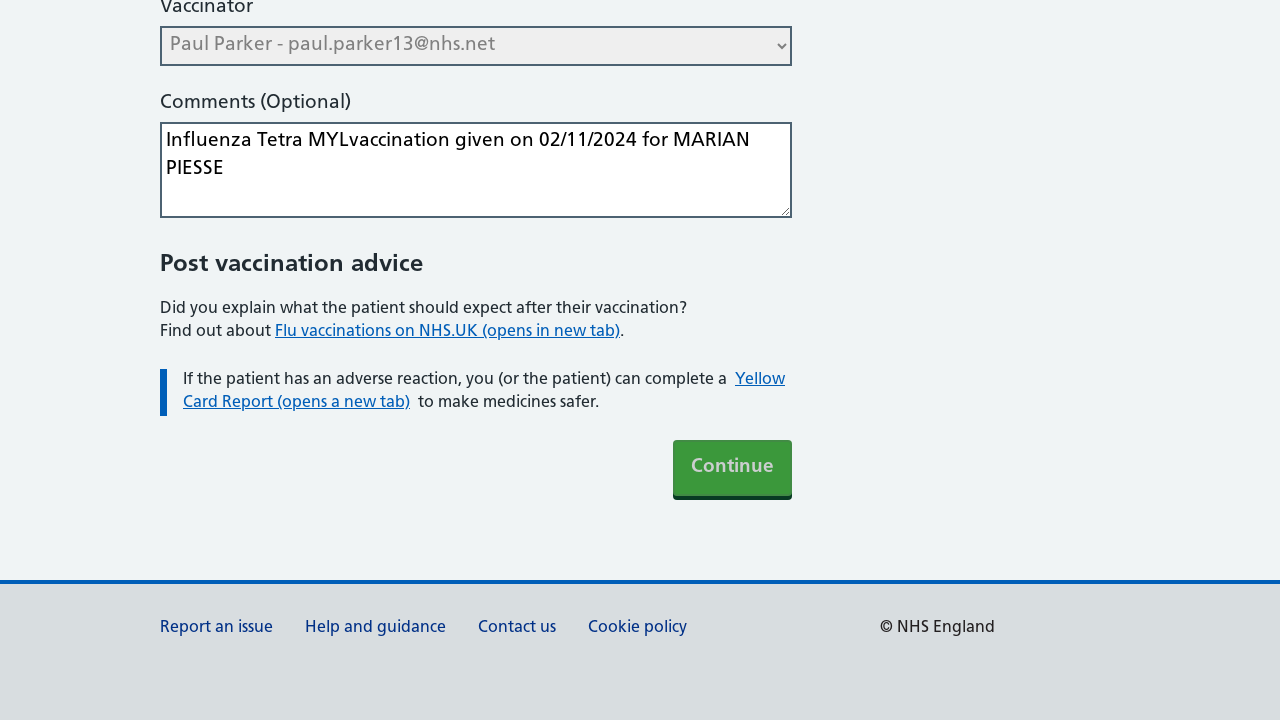 Vaccinator
Paul Parker - paul.parker13@nhs.net
Comments (Optional)
Influenza Tetra MYLvaccination given on 02/11/2024 for MARIAN
PIESSE
Post vaccination advice
Did you explain what the patient should expect after their vaccination?
Find out about Flu vaccinations on NHS.UK (opens in new tab).
If the patient has an adverse reaction, you (or the patient) can complete a Yellow
Card Report (opens a new tab) to make medicines safer.
Continue
Report an issue Help and guidance Contact us Cookie policy © NHS England